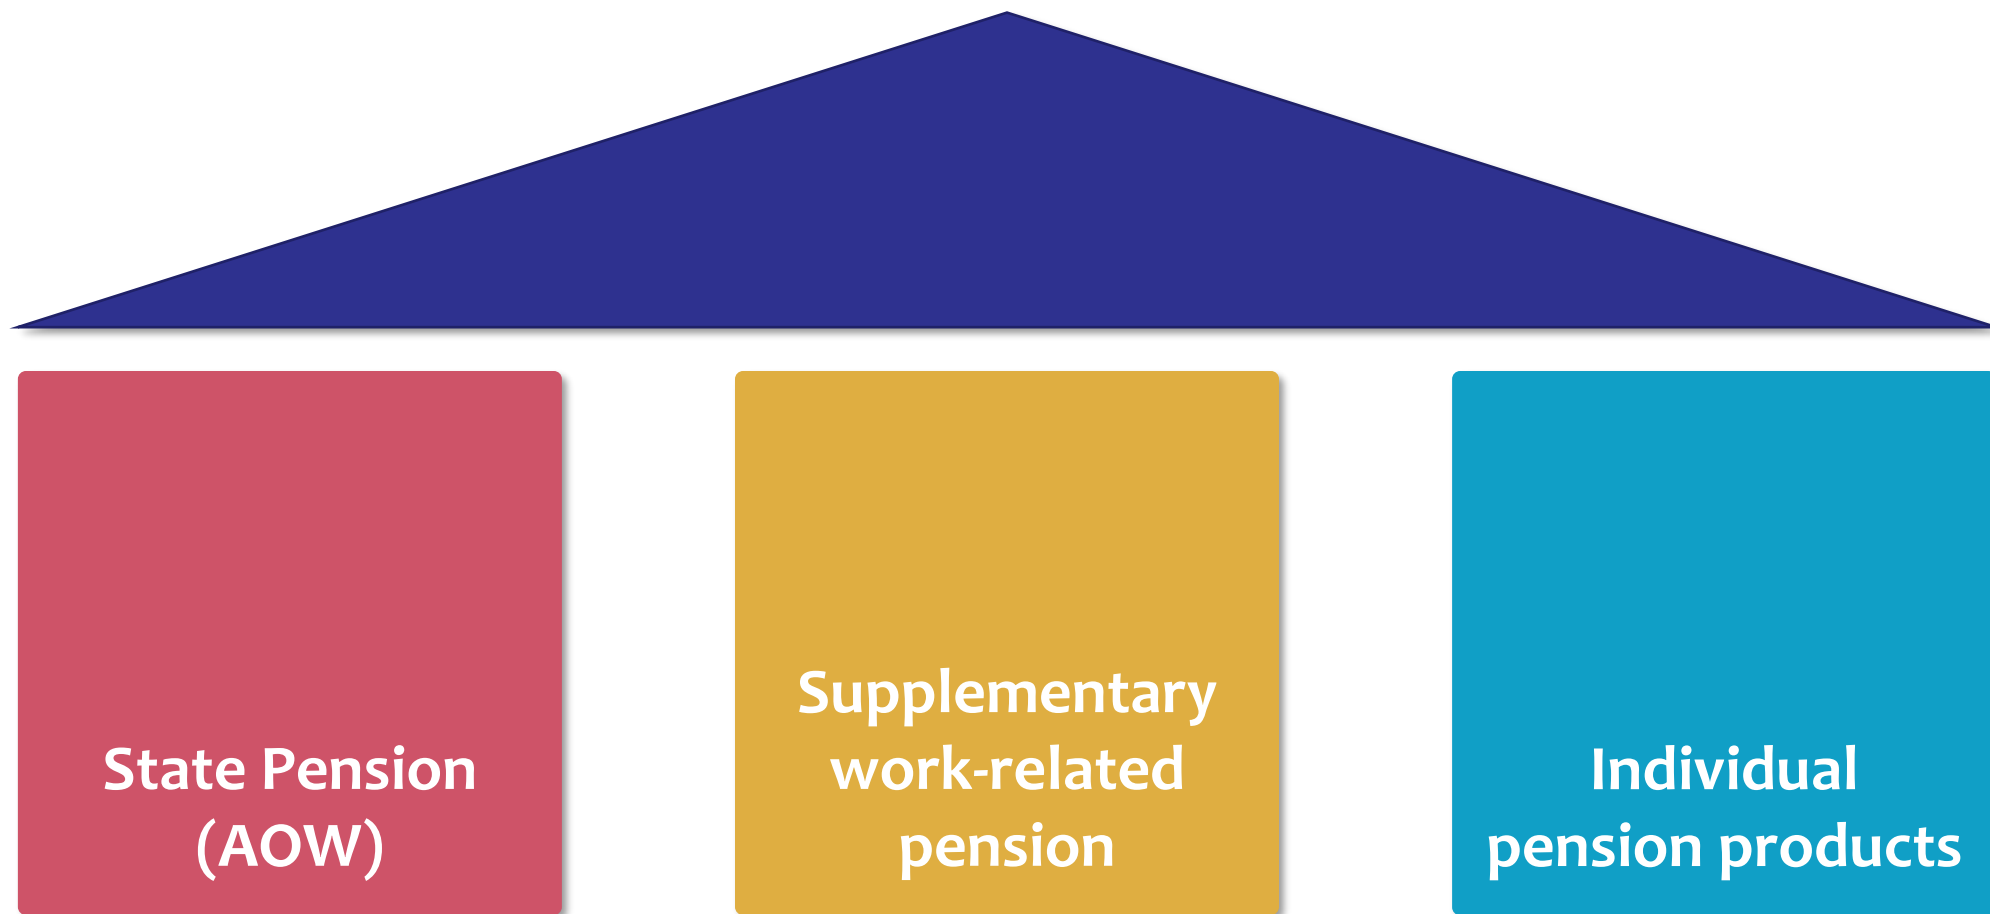 State Pension
(AOW)
Supplementary
work-related
pension
Individual
pension products